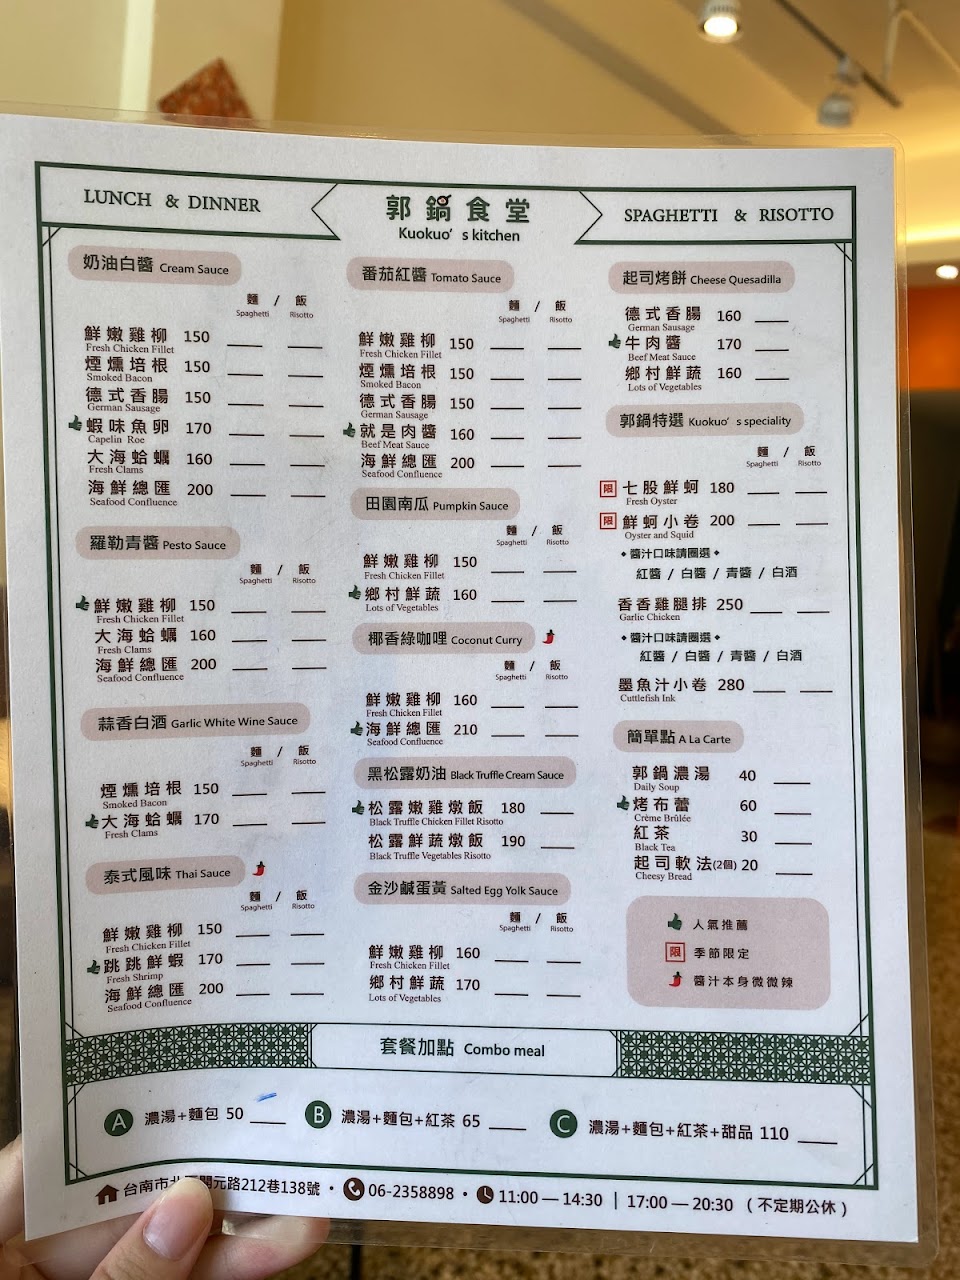 LUNCH & DINNER
郭鍋食堂
Kuokuo's kitchen
SPAGHETTI & RISOTTO
奶油白醬 Cream Sauce
麵 / 飯
Spaghetti Risotto
鮮嫩雞柳 150
Fresh Chicken Fillet
煙燻培根 150
Smoked Bacon
德式香腸 150
German Sausage
蝦味魚卵 170
Capelin Roe
大海蛤蠣 160
Fresh Clams
海鮮總匯 200
Seafood Confluence
羅勒青醬 Pesto Sauce
麵 / 飯
Spaghetti Risotto
鮮嫩雞柳 150
Fresh Chicken Fillet
大海蛤蠣 160
Fresh Clams
海鮮總匯 200
Seafood Confluence
蒜香白酒 Garlic White Wine Sauce
麵 / 飯
Spaghetti Risotto
煙燻培根 150
Smoked Bacon
大海蛤蠣 170
Fresh Clams
泰式風味 Thai Sauce
麵 / 飯
Spaghetti Risotto
鮮嫩雞柳 150
Fresh Chicken Fillet
跳跳鮮蝦 170
Fresh Shrimp
海鮮總匯 200
Seafood Confluence
番茄紅醬 Tomato Sauce
麵 / 飯
Spaghetti Risotto
鮮嫩雞柳 150
Fresh Chicken Fillet
煙燻培根 150
Smoked Bacon
德式香腸 150
German Sausage
就是肉醬 160
Beef Meat Sauce
海鮮總匯 200
Seafood Confluence
田園南瓜 Pumpkin Sauce
麵 / 飯
Spaghetti Risotto
鮮嫩雞柳 150
Fresh Chicken Fillet
鄉村鮮蔬 160
Lots of Vegetables
椰香綠咖哩 Coconut Curry
麵 / 飯
Spaghetti Risotto
鮮嫩雞柳 160
Fresh Chicken Fillet
海鮮總匯 210
Seafood Confluence
黑松露奶油 Black Truffle Cream Sauce
松露嫩雞燉飯 180
Black Truffle Chicken Fillet Risotto
松露鮮蔬燉飯 190
Black Truffle Vegetables Risotto
金沙鹹蛋黃 Salted Egg Yolk Sauce
麵 / 飯
Spaghetti Risotto
鮮嫩雞柳 160
Fresh Chicken Fillet
鄉村鮮蔬 170
Lots of Vegetables
起司烤餅 Cheese Quesadilla
德式香腸 160
German Sausage
牛肉醬 170
Beef Meat Sauce
鄉村鮮蔬 160
Lots of Vegetables
郭鍋特選 Kuokuo's speciality
麵 / 飯
Spaghetti Risotto
限 七股鮮蚵 180
Fresh Oyster
限 鮮蚵小卷 200
Oyster and Squid
◆醬汁口味請圈選◆
紅醬 / 白醬 / 青醬 / 白酒
香香雞腿排 250
Garlic Chicken
◆醬汁口味請圈選◆
紅醬 / 白醬 / 青醬 / 白酒
墨魚汁小卷 280
Cuttlefish Ink
簡單點 A La Carte
郭鍋濃湯 40
Daily Soup
烤布蕾 60
Crème Brûlée
紅茶 30
Black Tea
起司軟法(2個) 20
Cheesy Bread
人氣推薦
限 季節限定
醬汁本身微微辣
套餐加點 Combo meal
A 濃湯+麵包 50
B 濃湯+麵包+紅茶 65
C 濃湯+麵包+紅茶+甜品 110
台南市北 開元路212巷138號 • 06-2358898 • 11:00 — 14:30 | 17:00 — 20:30 (不定期公休)